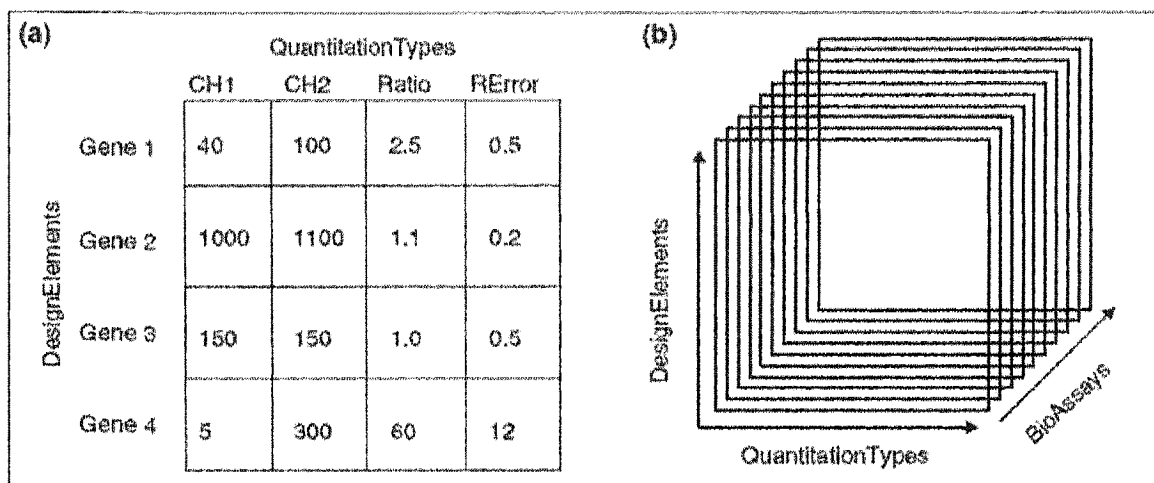 (a)
QuantitationTypes
CH1 CH2 Ratio RError
DesignElements
Gene 1 40 100 2.5 0.5
Gene 2 1000 1100 1.1 0.2
Gene 3 150 150 1.0 0.5
Gene 4 5 300 60 12
(b)
DesignElements
QuantitationTypes
BioAssays